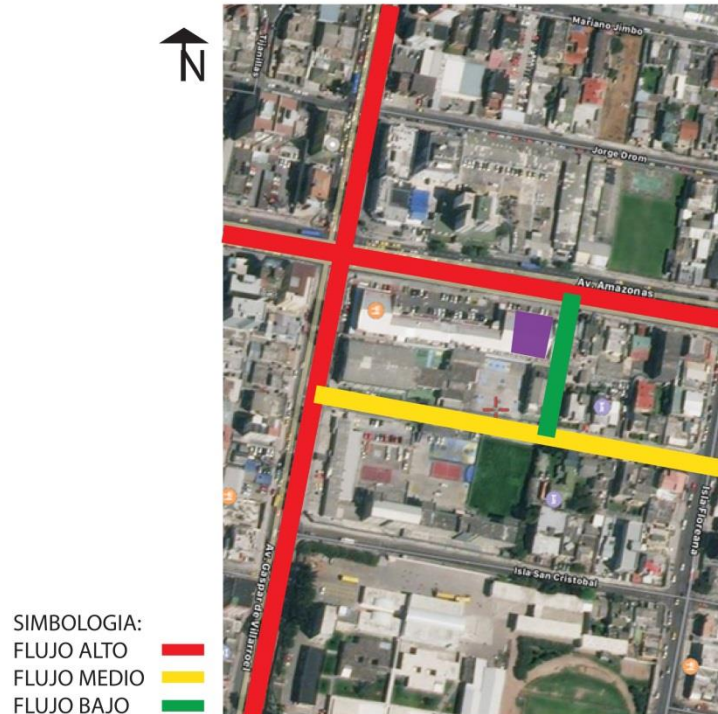 N
Mariano Jimbo
Tijanillas
Jorge Drom
Av. Amazonas
Isla Floreana
Isla San Cristobal
Av. Gaspar de Villarroel
SIMBOLOGIA:
FLUJO ALTO
FLUJO MEDIO
FLUJO BAJO